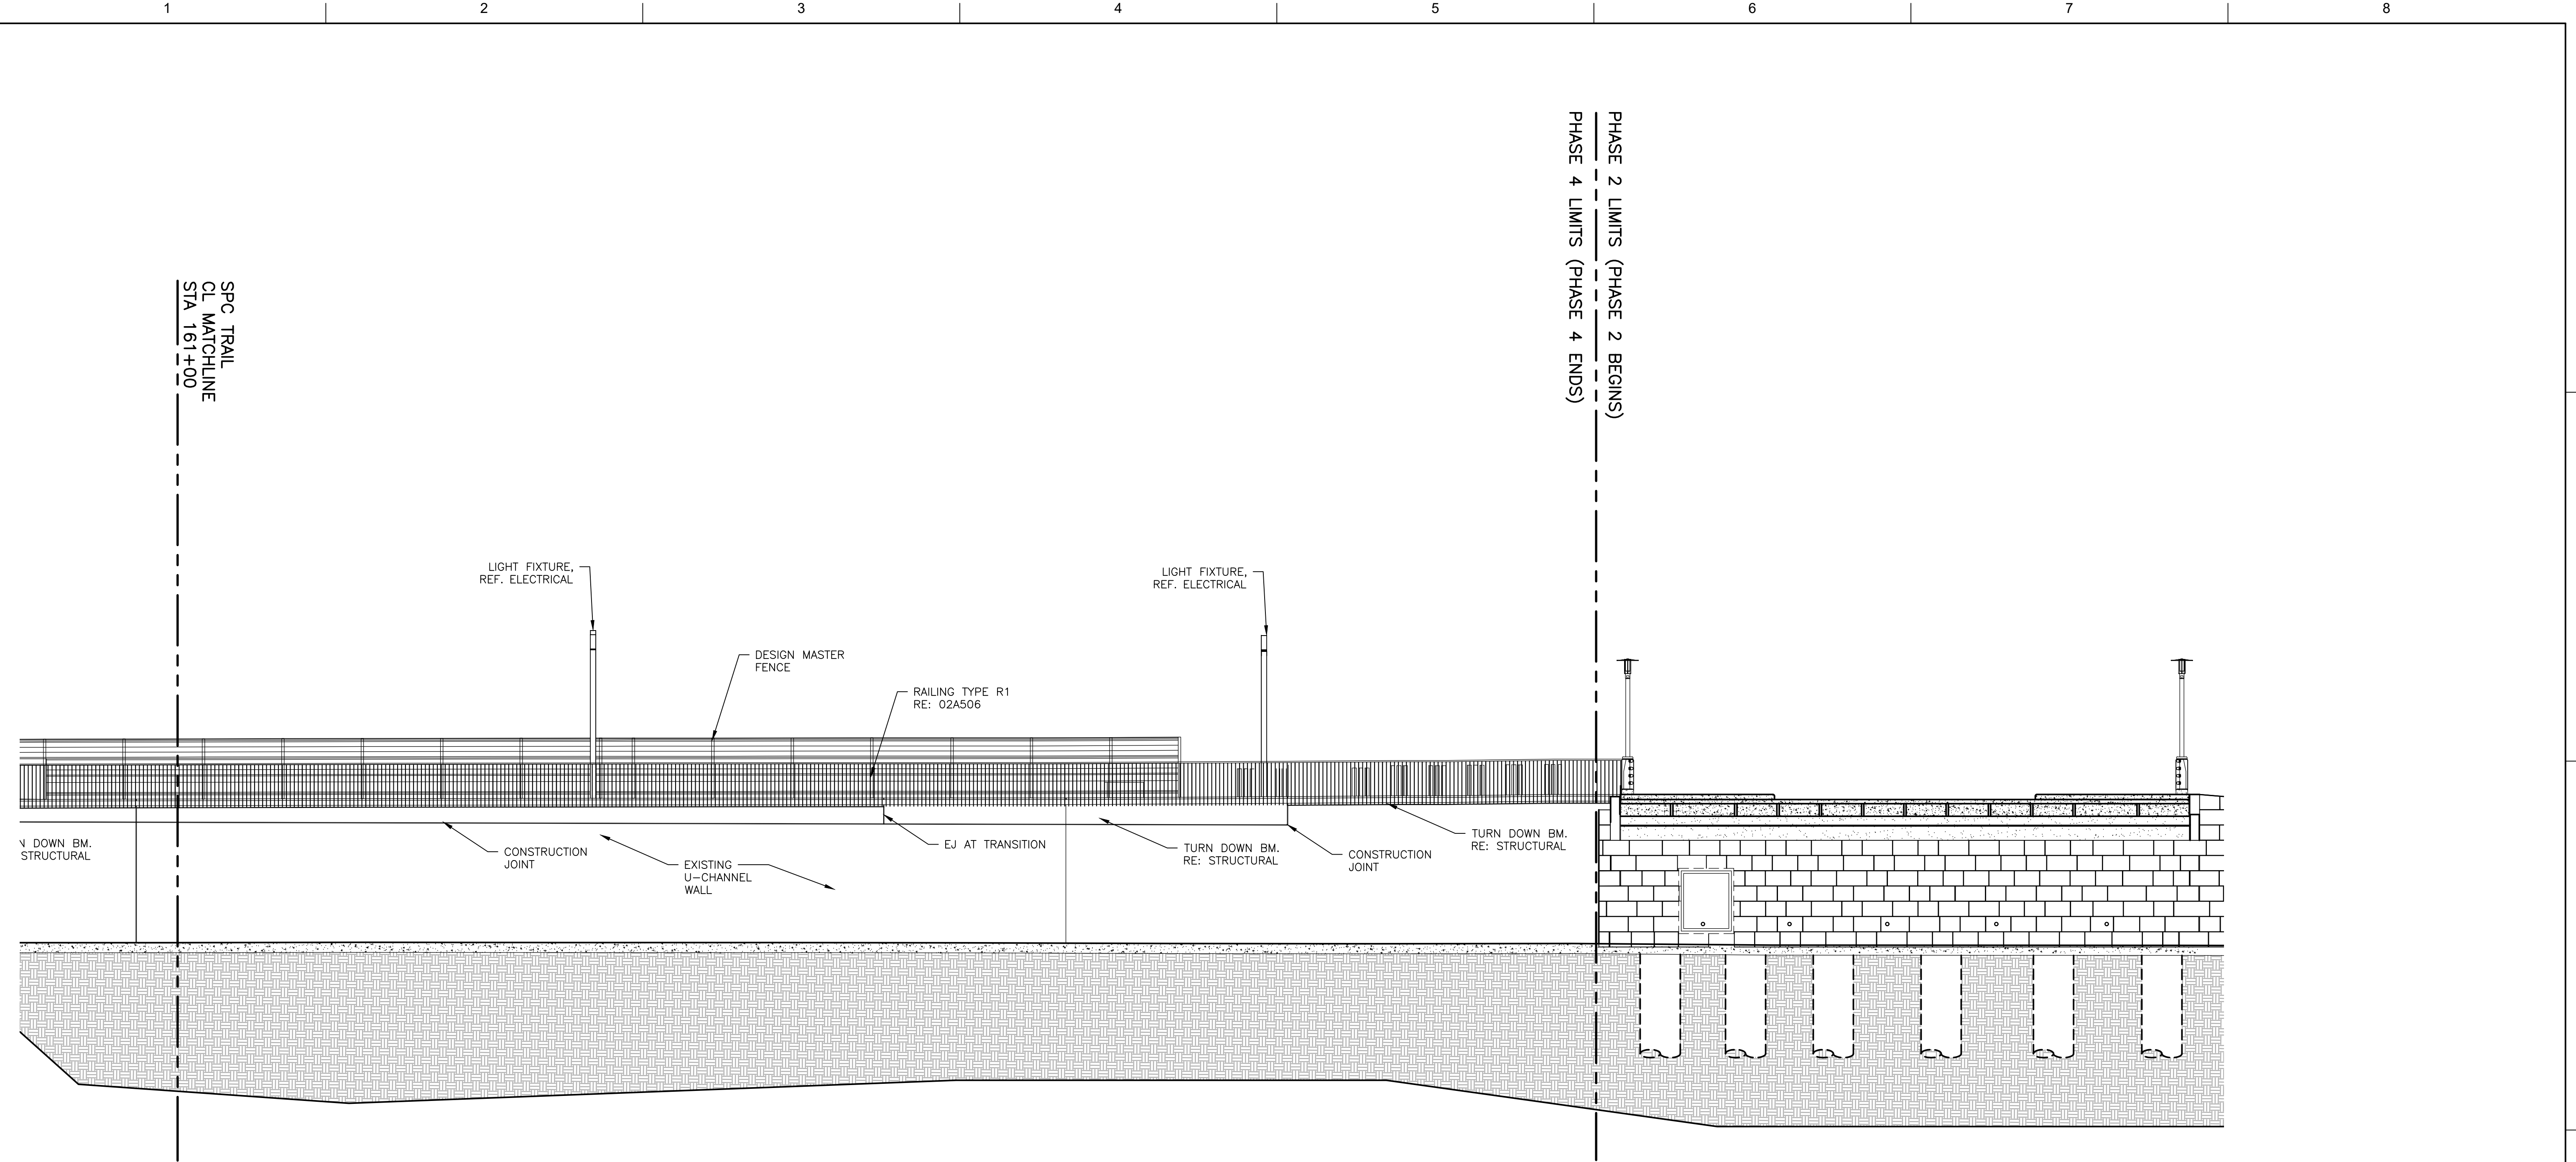 1
2
3
4
5
6
7
8
PHASE 2 LIMITS (PHASE 2 BEGINS)
PHASE 4 LIMITS (PHASE 4 ENDS)
SPC TRAIL
CL MATCHLINE
STA 161+00
LIGHT FIXTURE,
REF. ELECTRICAL
LIGHT FIXTURE,
REF. ELECTRICAL
DESIGN MASTER
FENCE
RAILING TYPE R1
RE: 02A506
N DOWN BM.
STRUCTURAL
CONSTRUCTION
JOINT
EXISTING
U-CHANNEL
WALL
EJ AT TRANSITION
TURN DOWN BM.
RE: STRUCTURAL
CONSTRUCTION
JOINT
TURN DOWN BM.
RE: STRUCTURAL